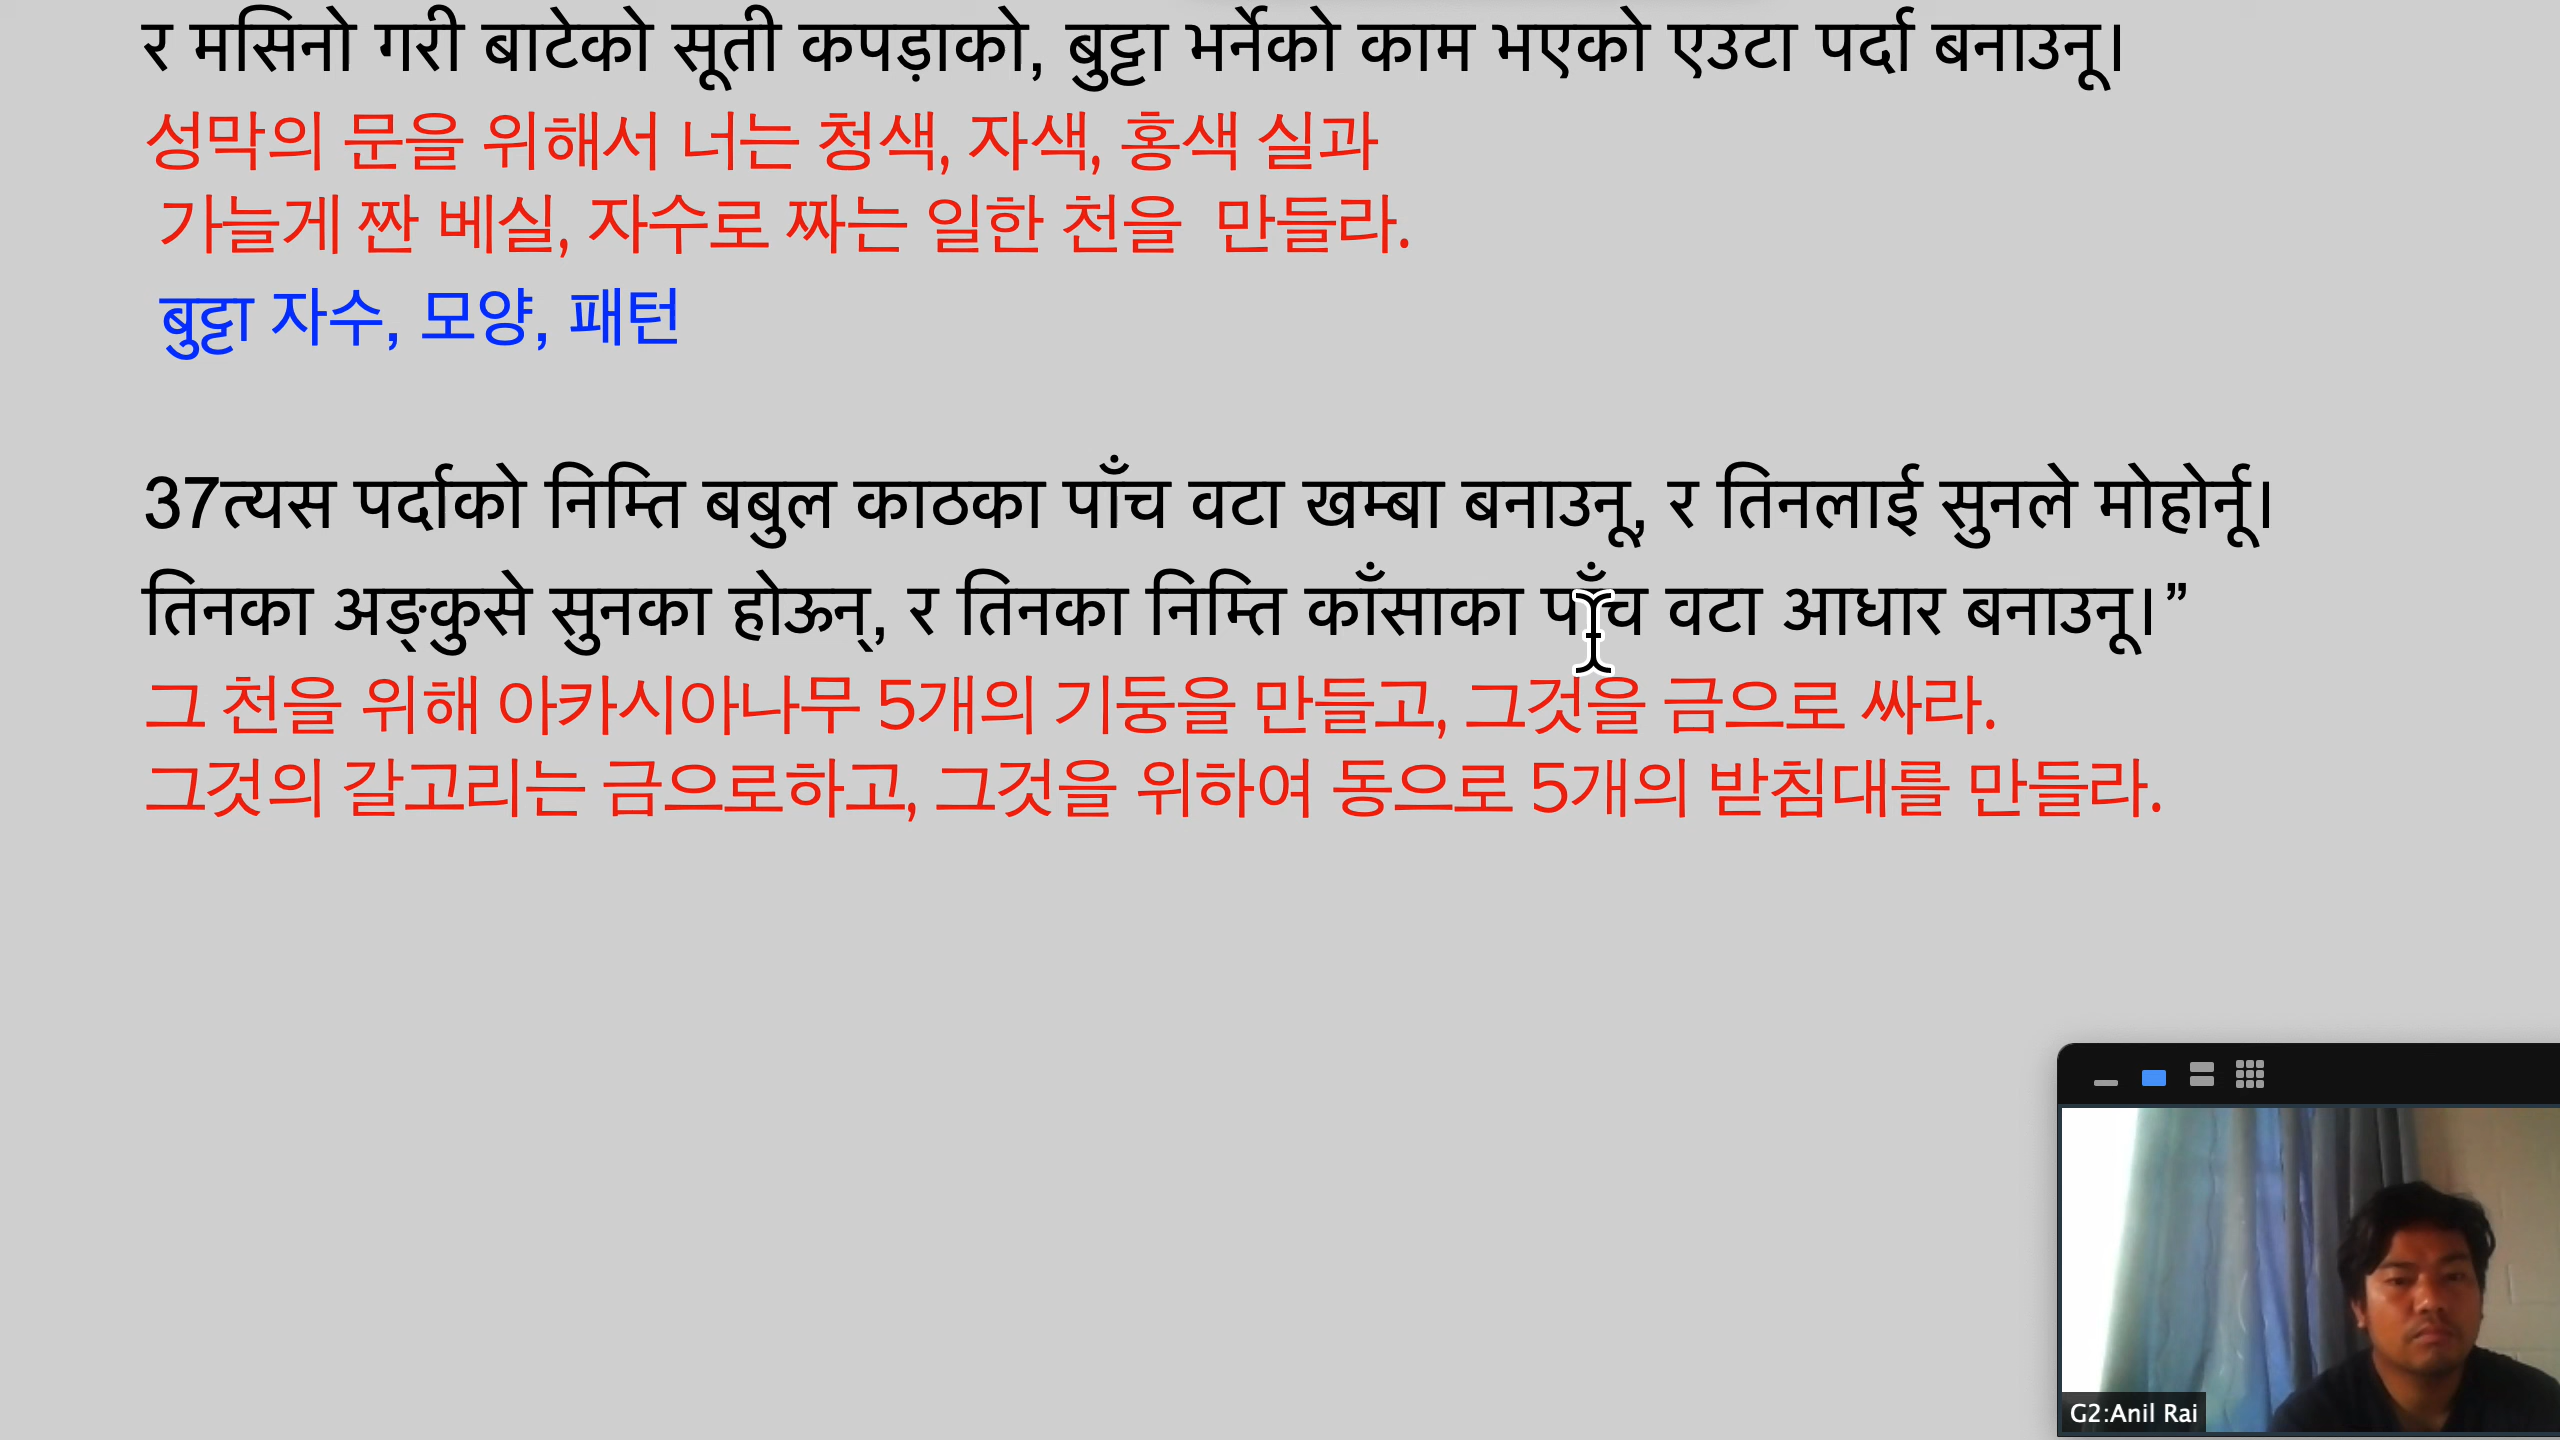 र मसिनो गरी बाटेको सूती कपड़ाको, बुट्टा भर्नेको काम भएको एउटा पर्दा बनाउनू।
성막의 문을 위해서 너는 청색, 자색, 홍색 실과
가늘게 짠 베실, 자수로 짜는 일한 천을 만들라.
बुट्टा 자수, 모양, 패턴
37त्यस पर्दाको निम्ति बबुल काठका पाँच वटा खम्बा बनाउनू, र तिनलाई सुनले मोहोर्नू।
तिनका अङ्कुसे सुनका होऊन्, र तिनका निम्ति काँसाका पाँच वटा आधार बनाउनू।”
그 천을 위해 아카시아나무 5개의 기둥을 만들고, 그것을 금으로 싸라.
그것의 갈고리는 금으로하고, 그것을 위하여 동으로 5개의 받침대를 만들라.
G2:Anil Rai